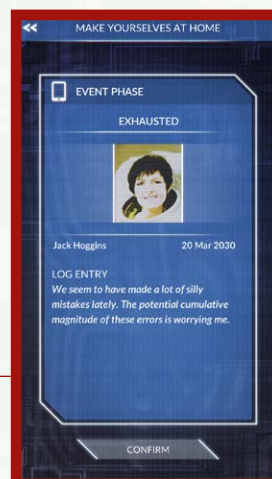 << MAKE YOURSELVES AT HOME
EVENT PHASE
EXHAUSTED
Jack Hoggins 20 Mar 2030
LOG ENTRY
We seem to have made a lot of silly
mistakes lately. The potential cumulative
magnitude of these errors is worrying me.
CONFIRM